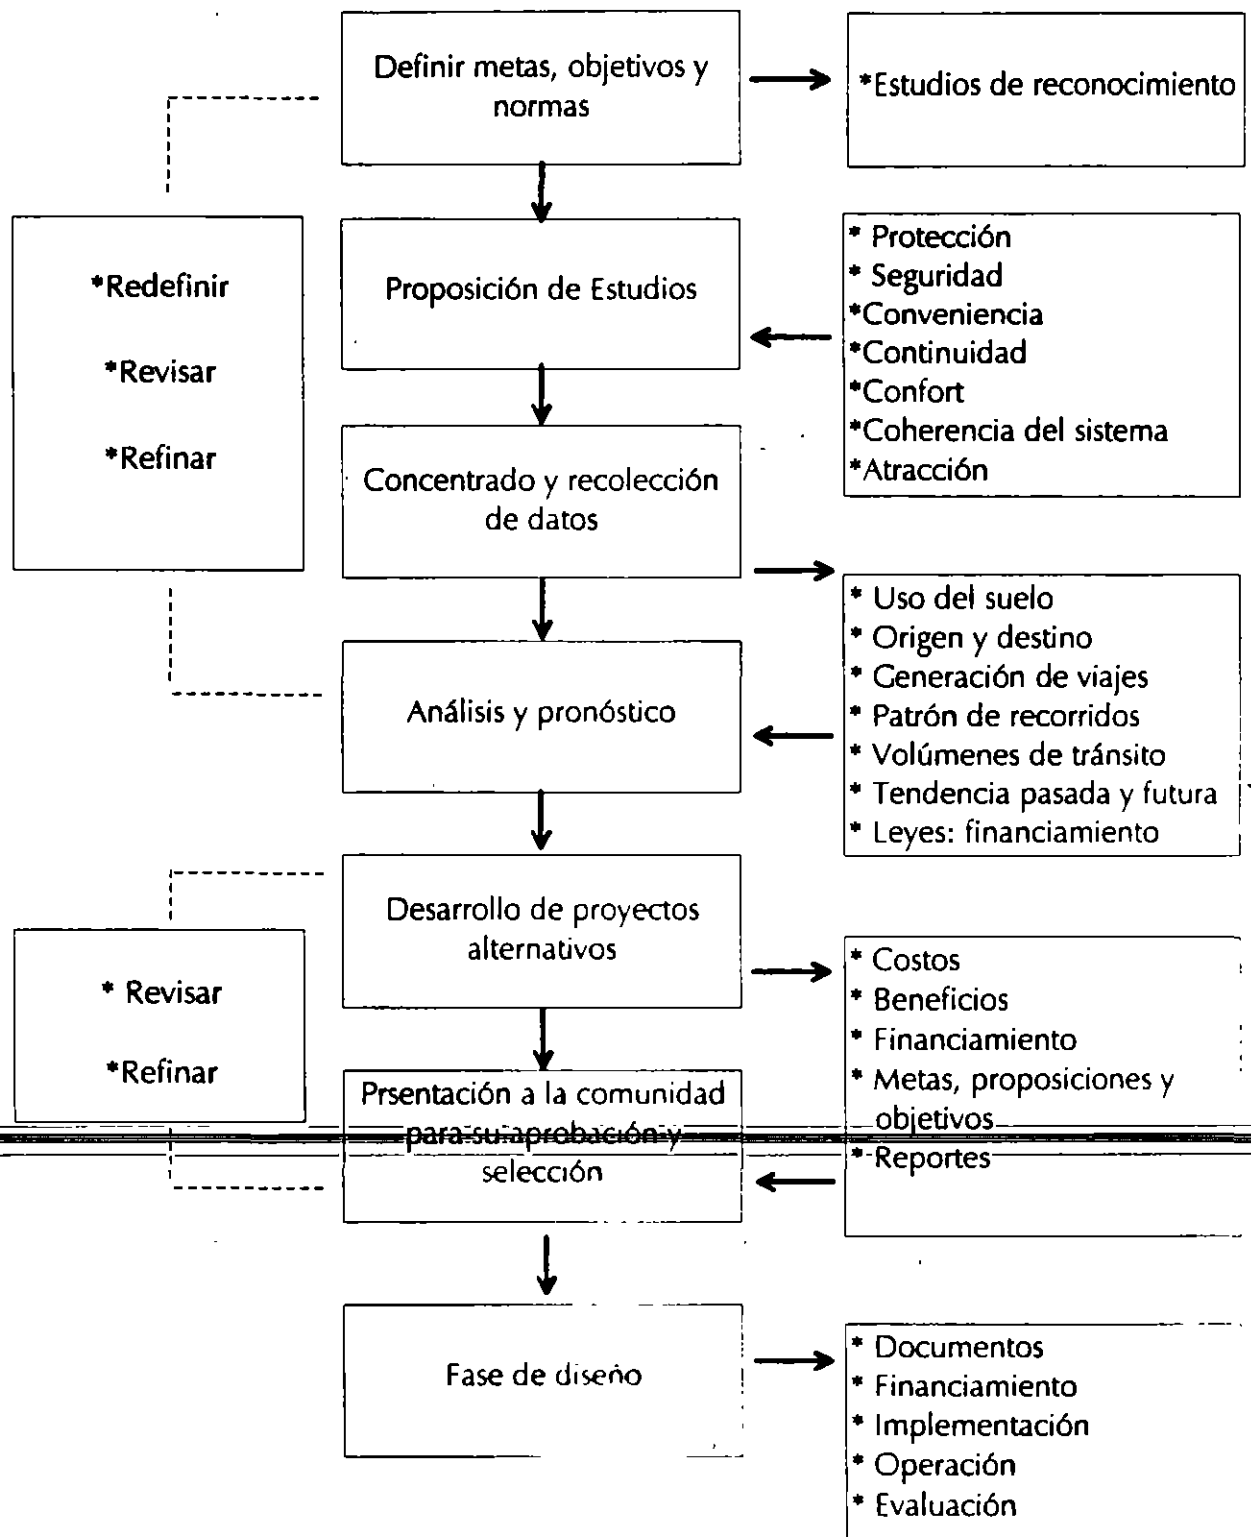 Definir metas, objetivos y
normas
*Estudios de reconocimiento
*Redefinir
*Revisar
*Refinar
Proposición de Estudios
* Protección
* Seguridad
*Conveniencia
*Continuidad
*Confort
*Coherencia del sistema
*Atracción
Concentrado y recolección
de datos
* Uso del suelo
* Origen y destino
* Generación de viajes
* Patrón de recorridos
* Volúmenes de tránsito
* Tendencia pasada y futura
* Leyes: financiamiento
Análisis y pronóstico
Desarrollo de proyectos
alternativos
* Revisar
*Refinar
* Costos
* Beneficios
* Financiamiento
* Metas, proposiciones y
objetivos
* Reportes
Prsentación a la comunidad
para su aprobación y
selección
Fase de diseño
* Documentos
* Financiamiento
* Implementación
* Operación
* Evaluación